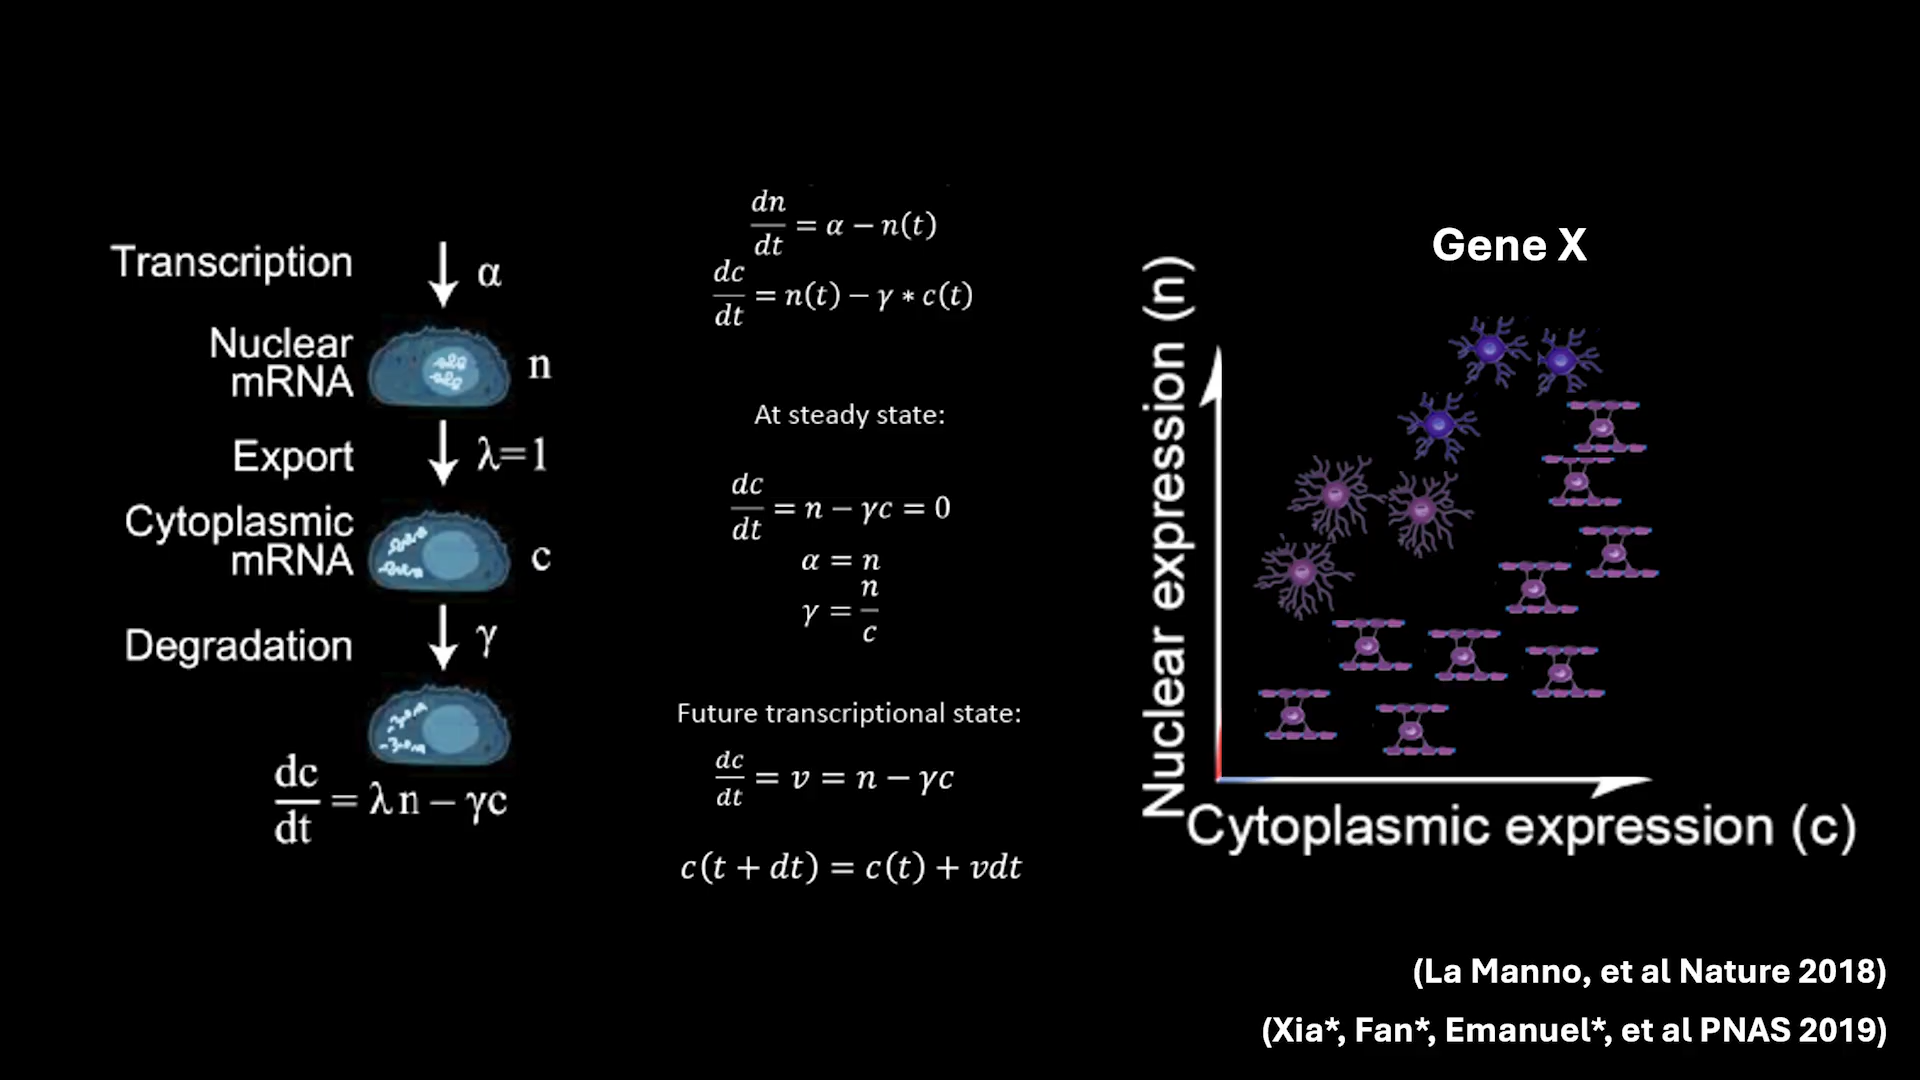 Transcription
α
Nuclear
mRNA
n
Export
λ=1
Cytoplasmic
mRNA
c
Degradation
γ
dc/dt = λ n − γc
dn/dt = α − n(t)
dc/dt = n(t) − γ * c(t)
At steady state:
dc/dt = n − γc = 0
α = n
γ = n/c
Future transcriptional state:
dc/dt = v = n − γc
c(t + dt) = c(t) + vdt
Gene X
Nuclear expression (n)
Cytoplasmic expression (c)
(La Manno, et al Nature 2018)
(Xia*, Fan*, Emanuel*, et al PNAS 2019)